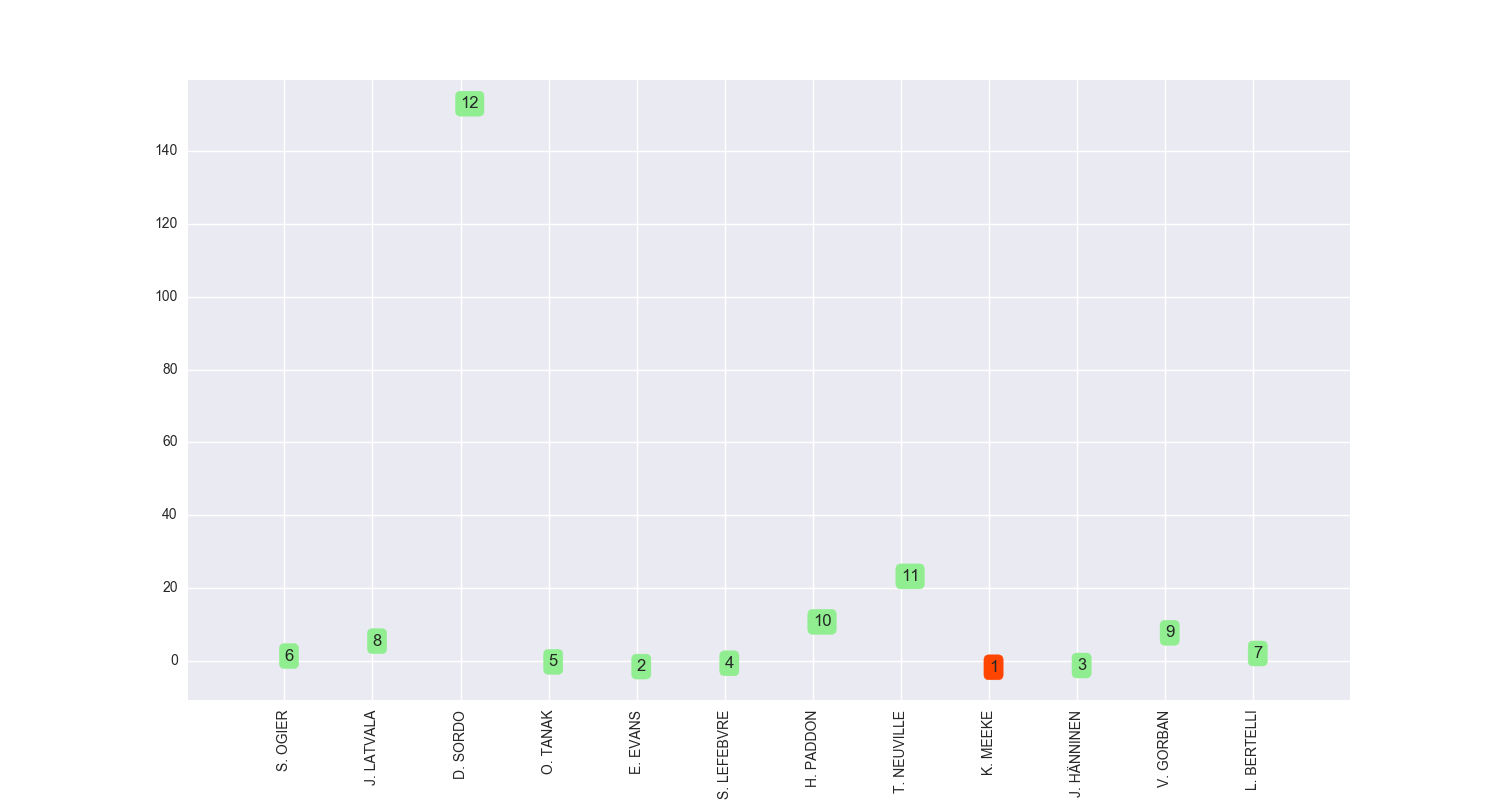 12
140
120
100
80
60
40
20
11
10
9
8
7
6
5
4
3
2
1
0
S. OGIER
J. LATVALA
D. SORDO
O. TANAK
E. EVANS
S. LEFEBVRE
H. PADDON
T. NEUVILLE
K. MEEKE
J. HÄNNINEN
V. GORBAN
L. BERTELLI